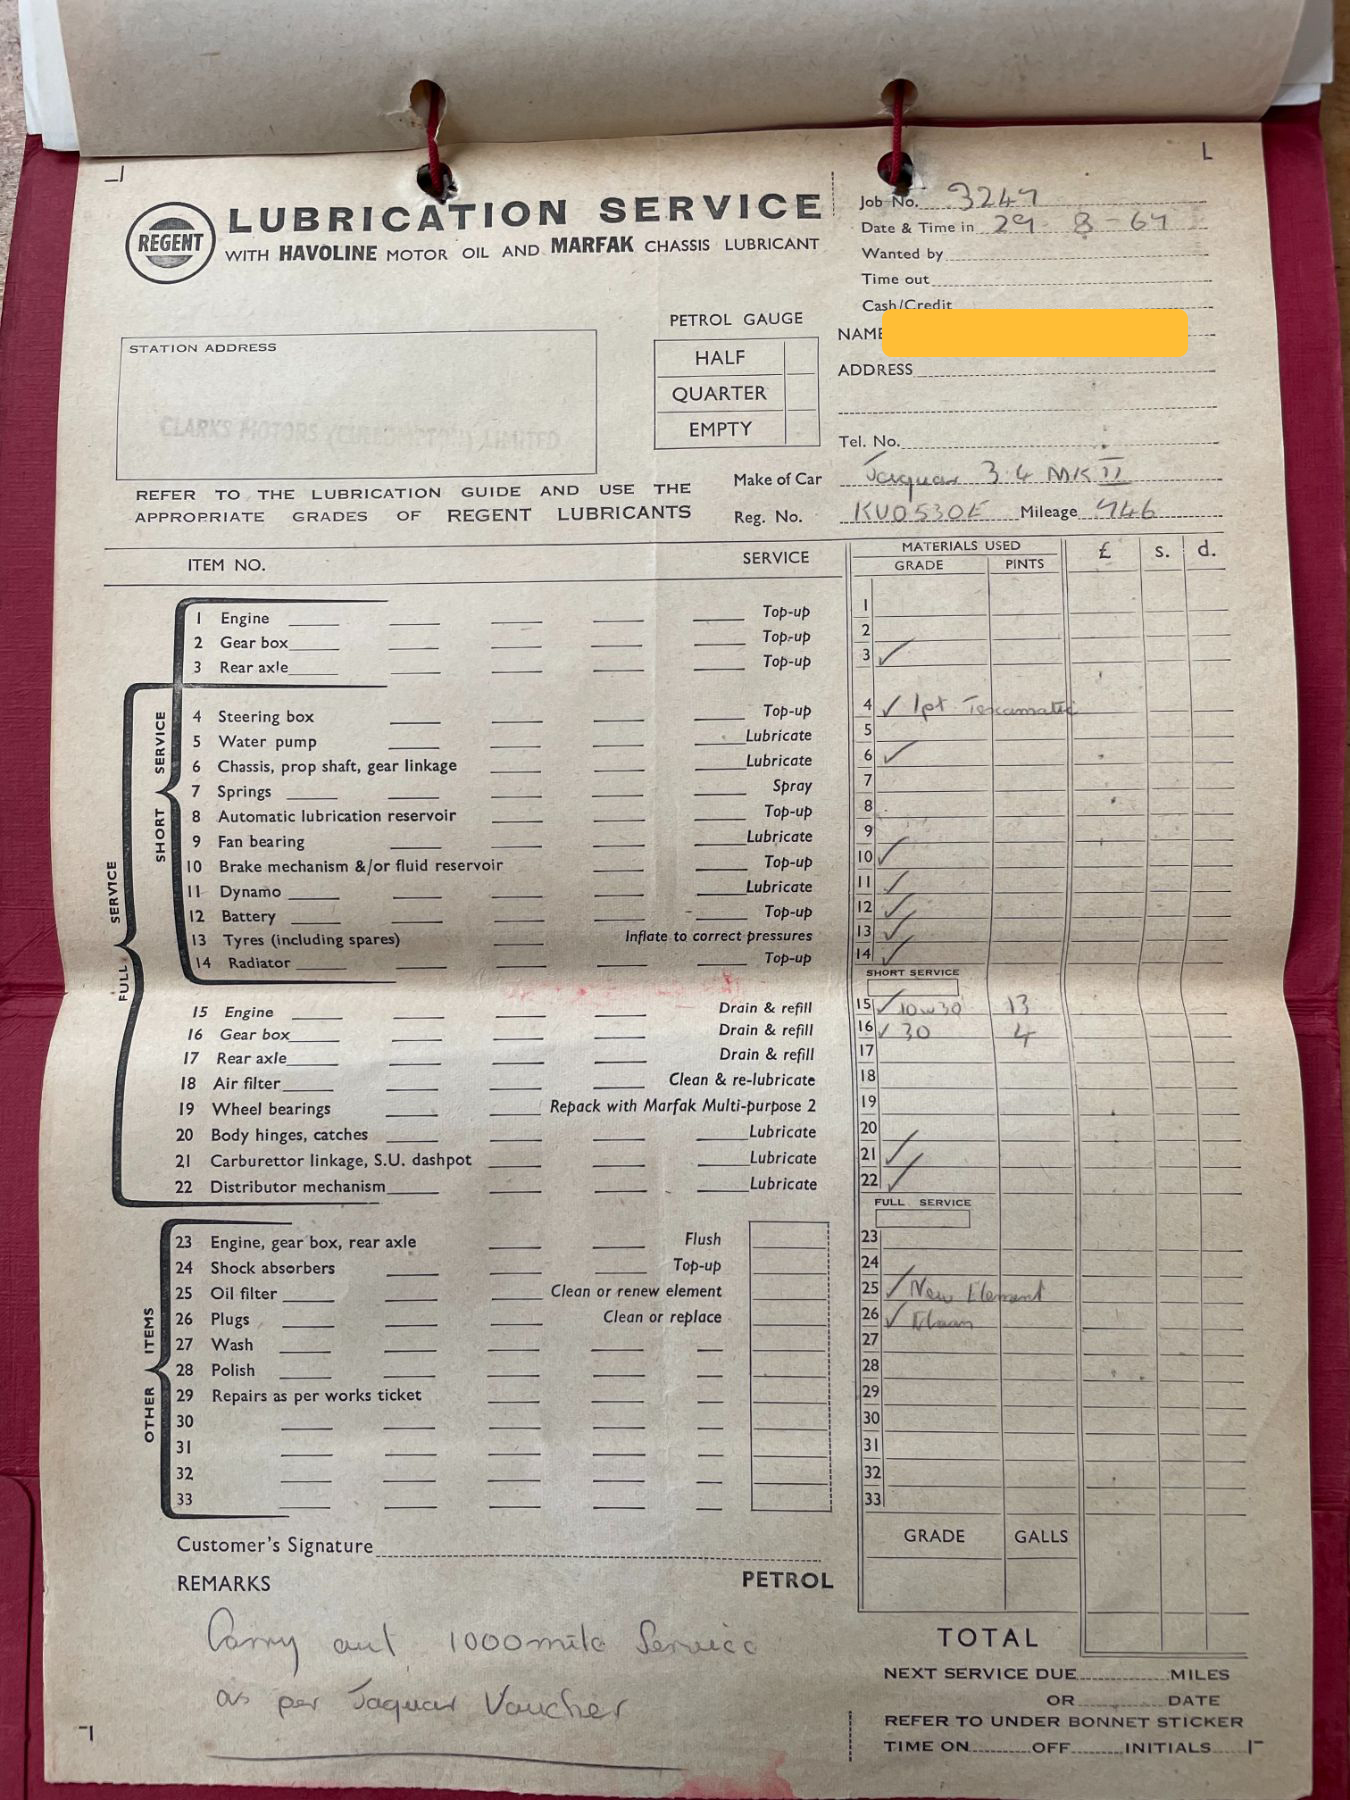 REGENT
LUBRICATION SERVICE
WITH HAVOLINE MOTOR OIL AND MARFAK CHASSIS LUBRICANT
Job No. 3247
Date & Time in 29 - 8 - 67
Wanted by
Time out
Cash/Credit
NAME
ADDRESS
Tel. No.
STATION ADDRESS
CLARKS MOTORS LIMITED
PETROL GAUGE
HALF
QUARTER
EMPTY
REFER TO THE LUBRICATION GUIDE AND USE THE
APPROPRIATE GRADES OF REGENT LUBRICANTS
Make of Car Jaguar 3.4 MK II
Reg. No. KUO530E Mileage 946
ITEM NO. SERVICE
MATERIALS USED £ s. d.
GRADE PINTS
1 Engine Top-up 1
2 Gear box Top-up 2
3 Rear axle Top-up 3 ✓
SHORT SERVICE
FULL SERVICE
4 Steering box Top-up 4 ✓ 1pt Texamatic
5 Water pump Lubricate 5
6 Chassis, prop shaft, gear linkage Lubricate 6 ✓
7 Springs Spray 7
8 Automatic lubrication reservoir Top-up 8
9 Fan bearing Lubricate 9
10 Brake mechanism &/or fluid reservoir Top-up 10 ✓
11 Dynamo Lubricate 11 ✓
12 Battery Top-up 12 ✓
13 Tyres (including spares) Inflate to correct pressures 13 ✓
14 Radiator Top-up 14 ✓
SHORT SERVICE
15 Engine Drain & refill 15 ✓ 10w30 13
16 Gear box Drain & refill 16 ✓ 30 4
17 Rear axle Drain & refill 17
18 Air filter Clean & re-lubricate 18
19 Wheel bearings Repack with Marfak Multi-purpose 2 19
20 Body hinges, catches Lubricate 20
21 Carburettor linkage, S.U. dashpot Lubricate 21 ✓
22 Distributor mechanism Lubricate 22 ✓
FULL SERVICE
OTHER ITEMS
23 Engine, gear box, rear axle Flush 23
24 Shock absorbers Top-up 24
25 Oil filter Clean or renew element 25 ✓ New Element
26 Plugs Clean or replace 26 ✓ Clean
27 Wash 27
28 Polish 28
29 Repairs as per works ticket 29
30 30
31 31
32 32
33 33
GRADE GALLS
Customer's Signature
REMARKS PETROL
Carry out 1000 mile Service
as per Jaguar Voucher
TOTAL
NEXT SERVICE DUE MILES
OR DATE
REFER TO UNDER BONNET STICKER
TIME ON OFF INITIALS